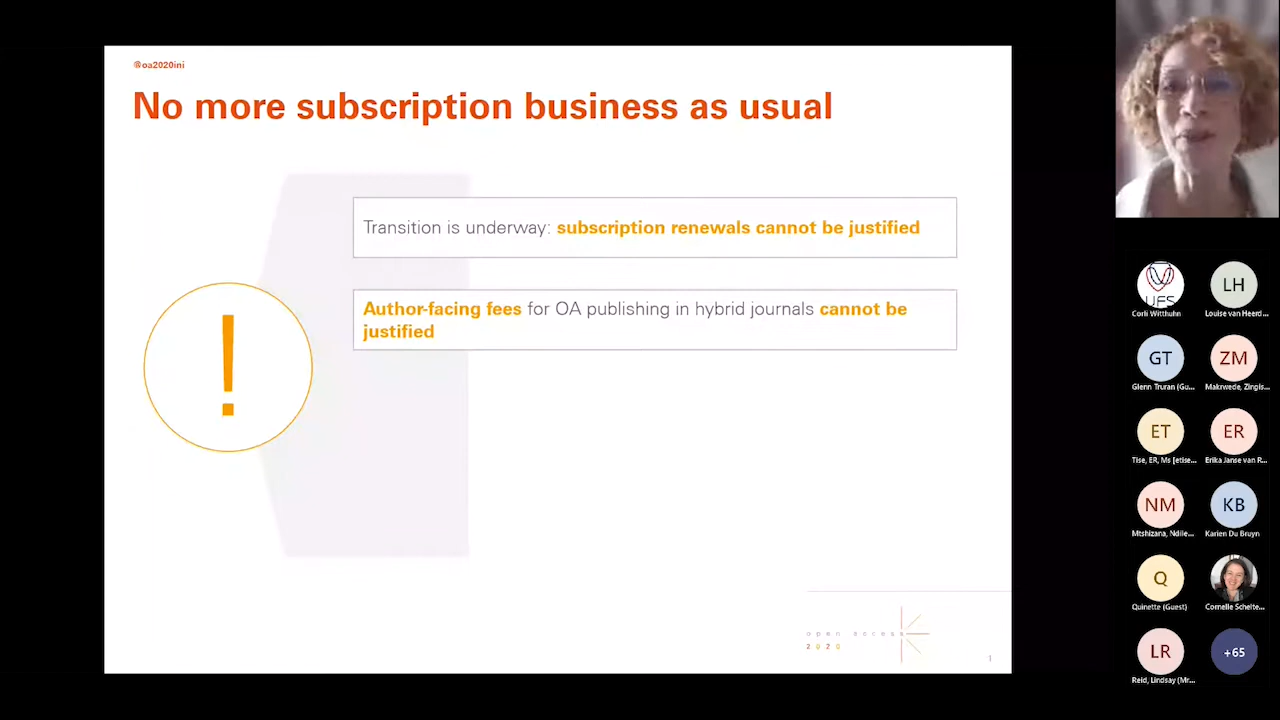 @oa2020ini
No more subscription business as usual
Transition is underway: subscription renewals cannot be justified
Author-facing fees for OA publishing in hybrid journals cannot be
justified
!
open access
2020
1
UFS
LH
Corli Witthuhn
Louise van Heerd...
GT
ZM
Glenn Truran (Gu...
Makwede, Zingis...
ET
ER
Tise, ER, Ms [etise...
Erika Janse van R...
NM
KB
Mtshizana, Ndile...
Karien Du Bruyn
Q
Quinette (Guest)
Cornelle Schelte...
LR
+65
Reid, Lindsay (Mr...